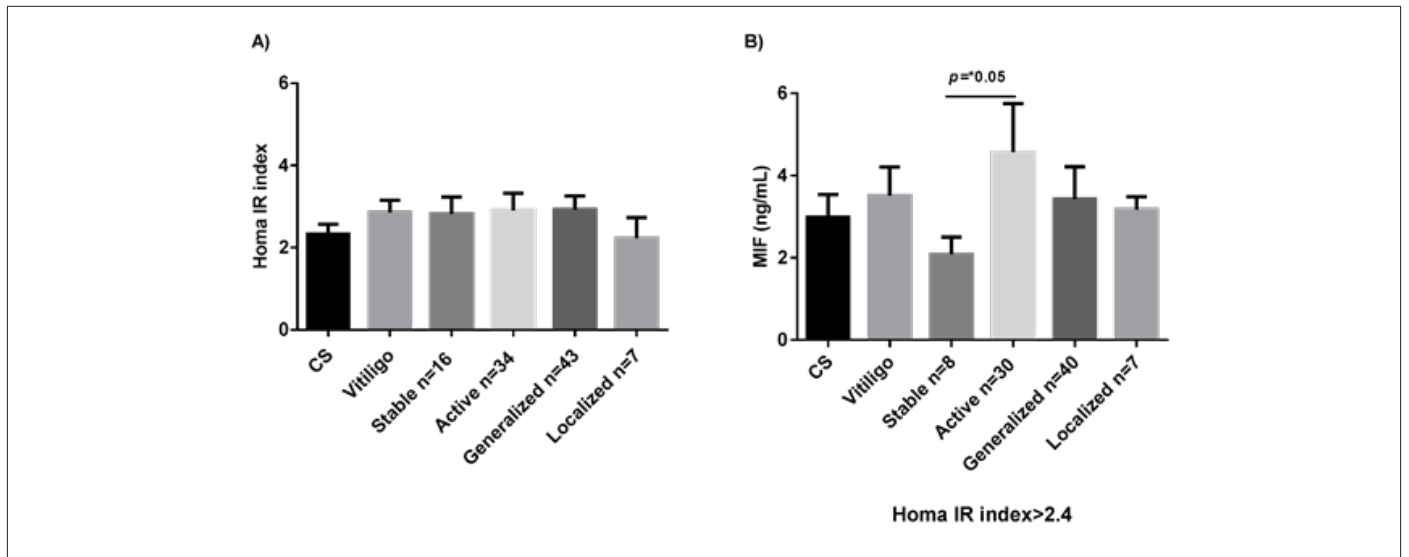 A)
Homa IR index
6
4
2
0
CS
Vitiligo
Stable n=16
Active n=34
Generalized n=43
Localized n=7
B)
p=*0.05
MIF (ng/mL)
6
4
2
0
CS
Vitiligo
Stable n=8
Active n=30
Generalized n=40
Localized n=7
Homa IR index>2.4